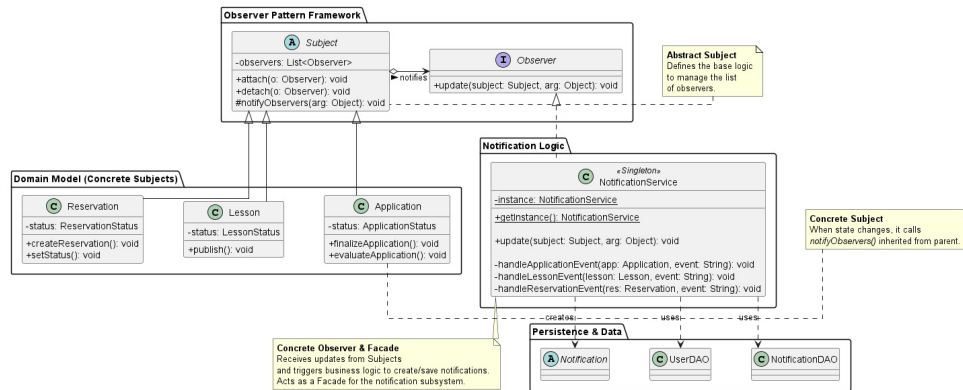 Observer Pattern Framework
A Subject
-observers: List<Observer>
+attach(o: Observer): void
+detach(o: Observer): void
#notifyObservers(arg: Object): void
notifies
I Observer
+update(subject: Subject, arg: Object): void
Abstract Subject
Defines the base logic
to manage the list
of observers.
Domain Model (Concrete Subjects)
C Reservation
-status: ReservationStatus
+createReservation(): void
+setStatus(): void
C Lesson
-status: LessonStatus
+publish(): void
C Application
-status: ApplicationStatus
+finalizeApplication(): void
+evaluateApplication(): void
Notification Logic
C «Singleton»
NotificationService
-instance: NotificationService
+getInstance(): NotificationService
+update(subject: Subject, arg: Object): void
-handleApplicationEvent(app: Application, event: String): void
-handleLessonEvent(lesson: Lesson, event: String): void
-handleReservationEvent(res: Reservation, event: String): void
Concrete Subject
When state changes, it calls
notifyObservers() inherited from parent.
creates
uses
uses
Concrete Observer & Facade
Receives updates from Subjects
and triggers business logic to create/save notifications.
Acts as a Facade for the notification subsystem.
Persistence & Data
A Notification
C UserDAO
C NotificationDAO